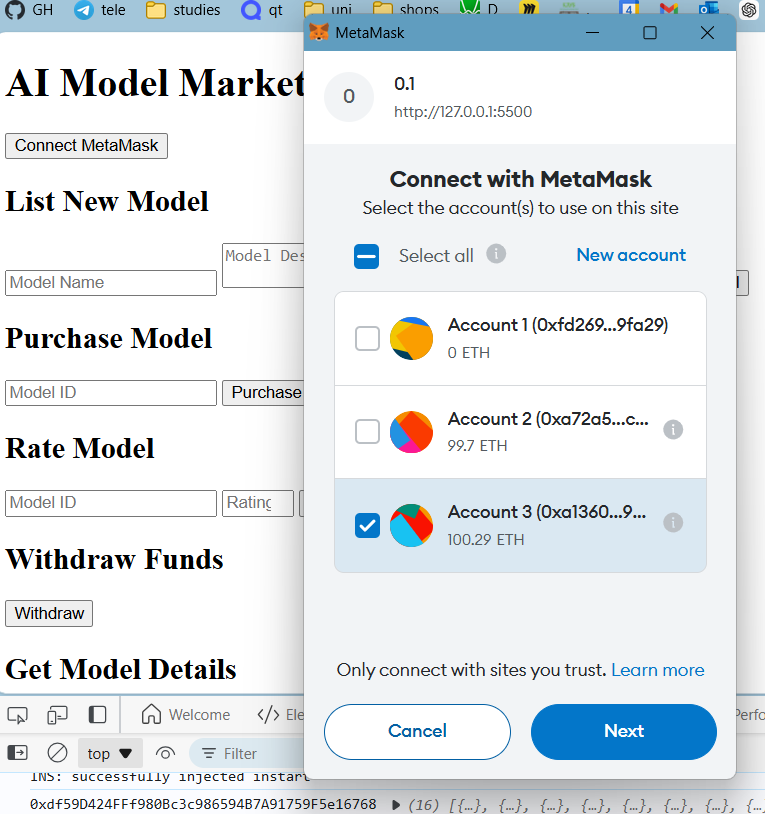 GH tele studies qt uni shops D 4
MetaMask
0
0.1
http://127.0.0.1:5500
AI Model Market
Connect MetaMask
List New Model
Model Name
Model Des
Purchase Model
Model ID
Purchase
Rate Model
Model ID
Rating
Withdraw Funds
Withdraw
Get Model Details
Connect with MetaMask
Select the account(s) to use on this site
Select all
New account
Account 1 (0xfd269...9fa29)
0 ETH
Account 2 (0xa72a5...c...
99.7 ETH
Account 3 (0xa1360...9...
100.29 ETH
Only connect with sites you trust. Learn more
Cancel
Next
Welcome
Ele
Perfo
top
Filter
INS: successfully injected instar
0xdf59D424FFf980Bc3c986594B7A91759F5e16768 (16) [{…}, {…}, {…}, {…}, {…}, {…}, {…}, {…